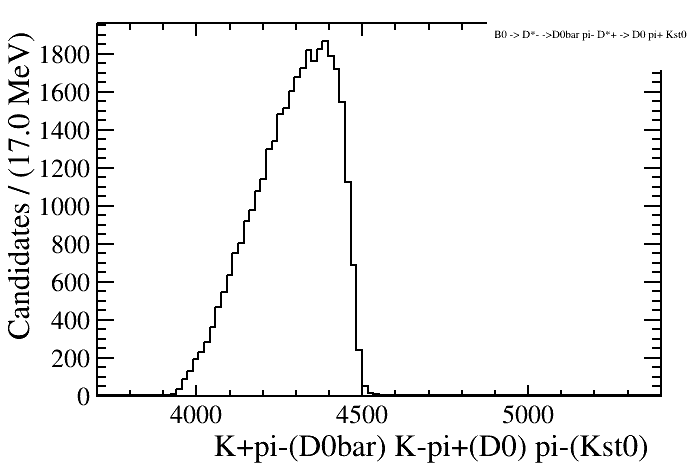 B0 -> D*- ->D0bar pi- D*+ -> D0 pi+ Kst0
Candidates / (17.0 MeV)
1800
1600
1400
1200
1000
800
600
400
200
0
4000 4500 5000
K+pi-(D0bar) K-pi+(D0) pi-(Kst0)